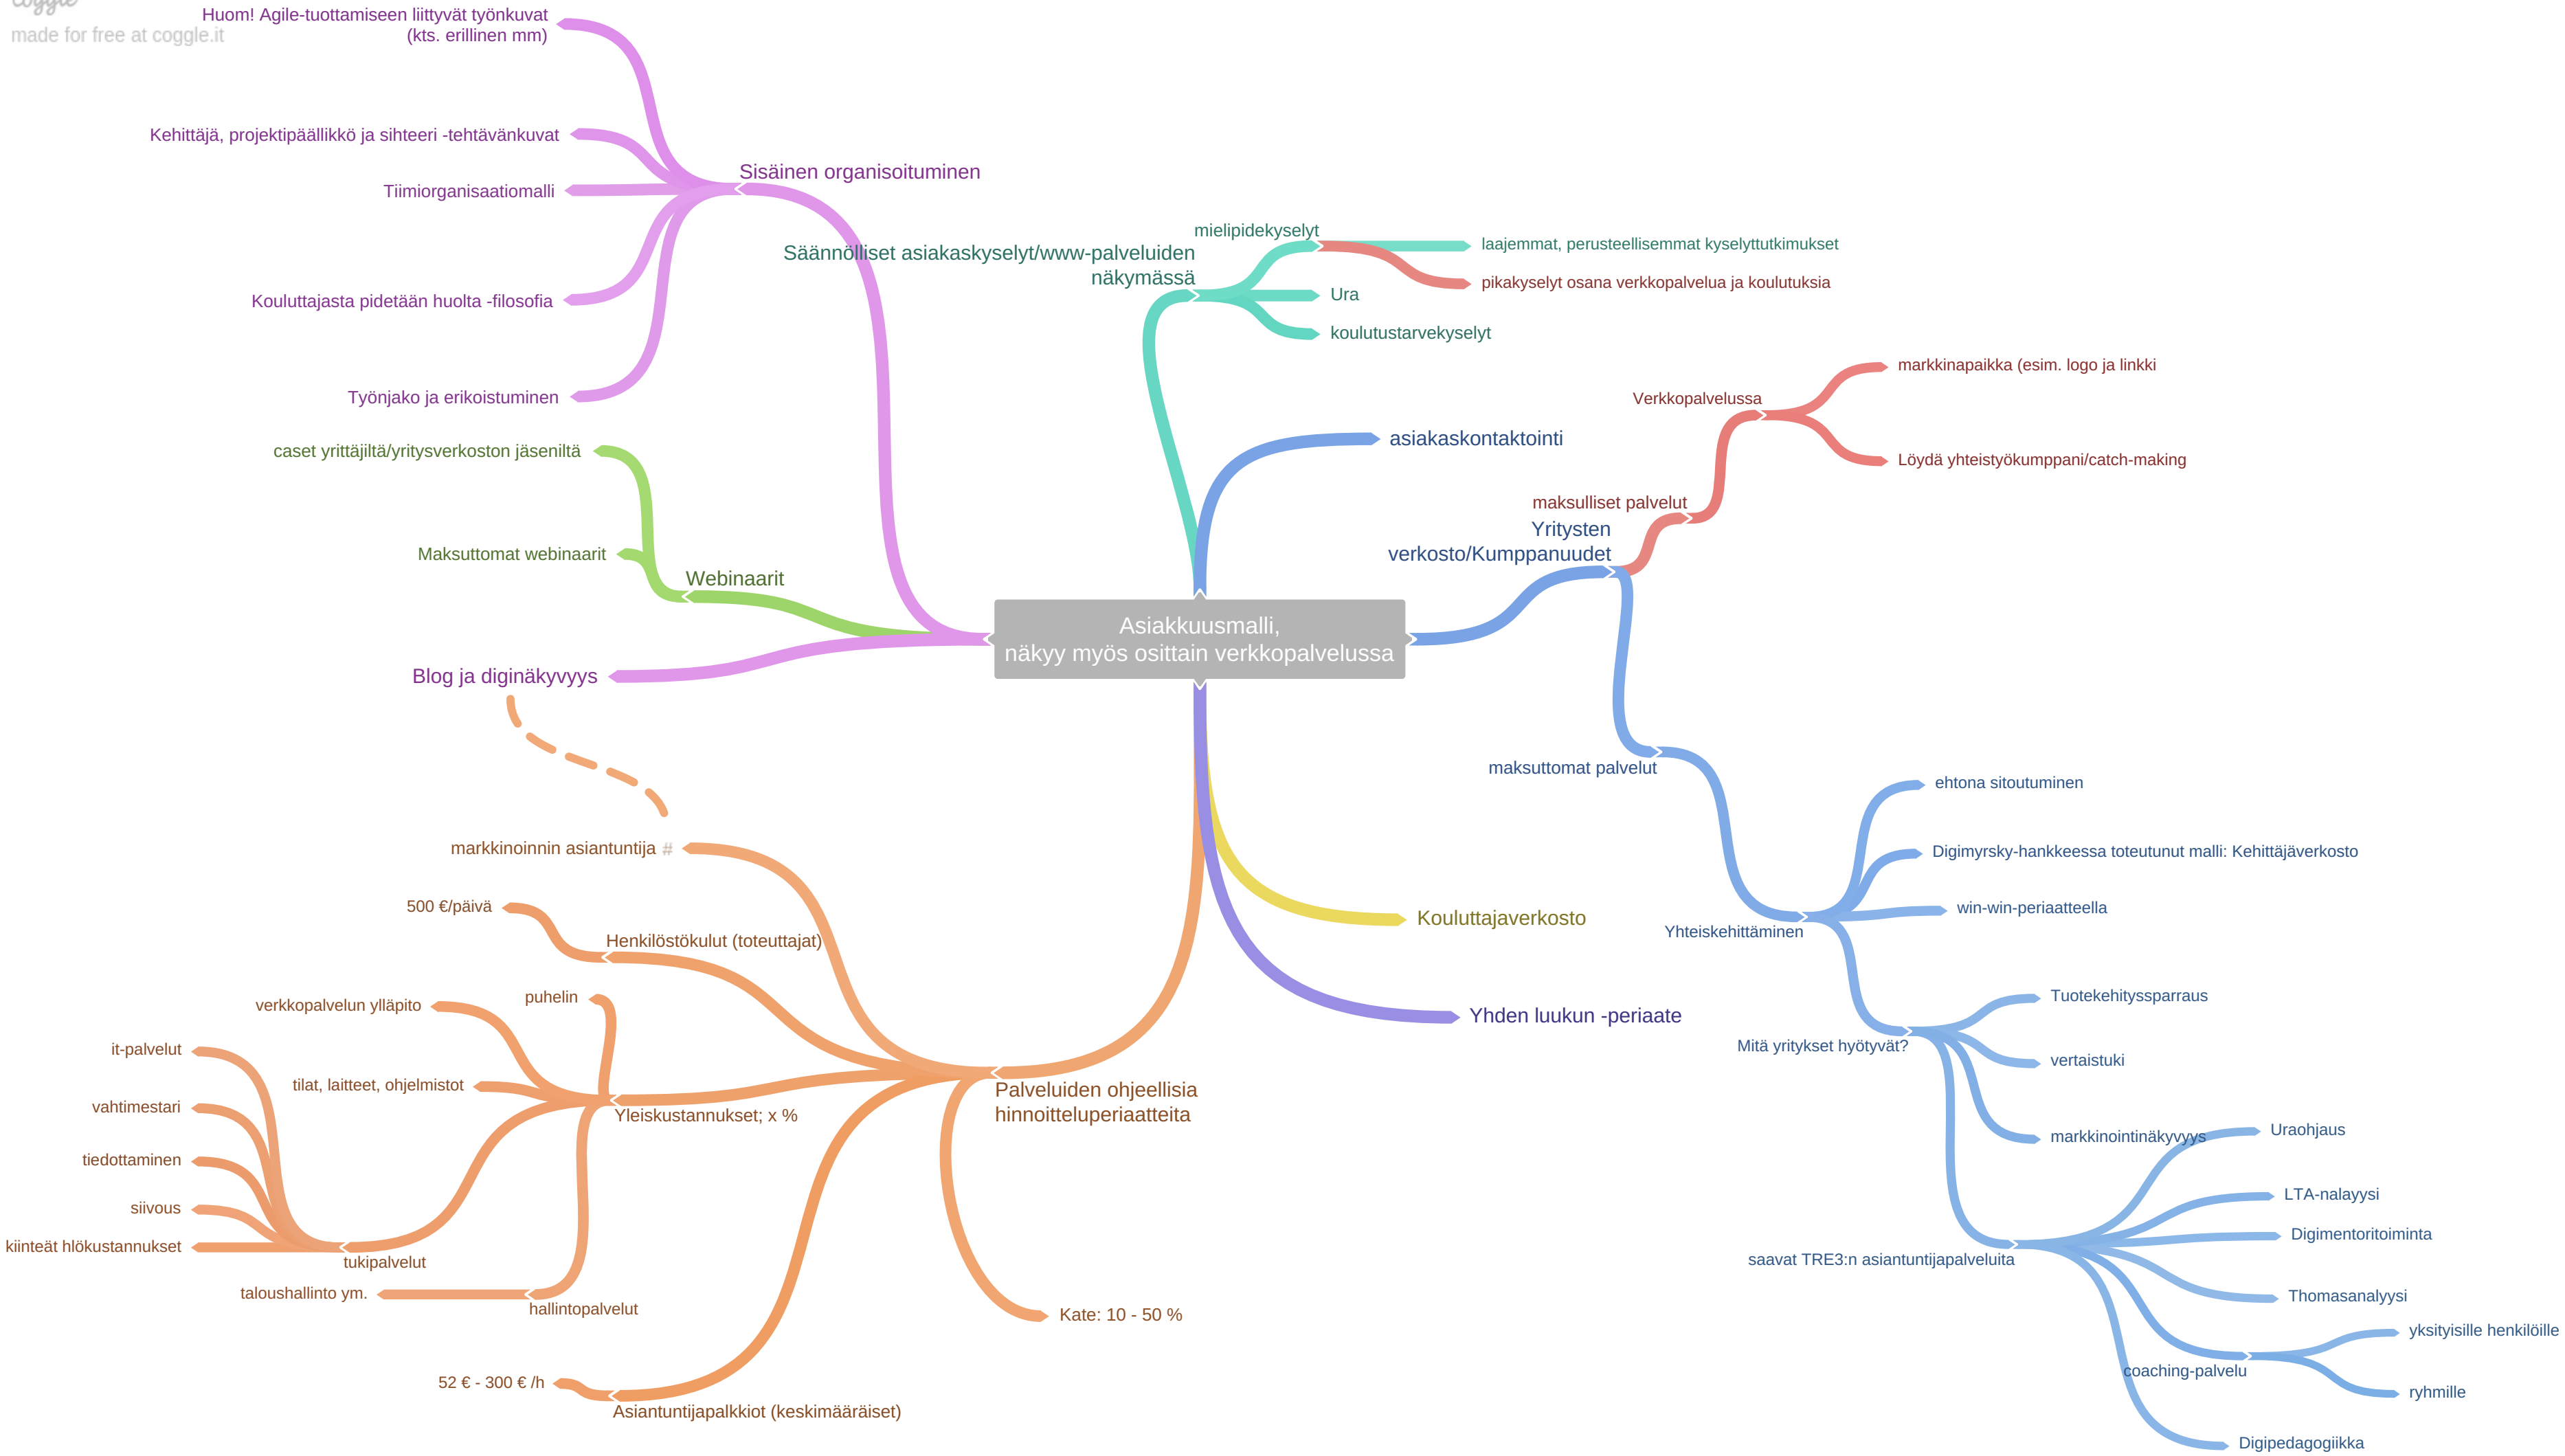 coggle
made for free at coggle.it
Huom! Agile-tuottamiseen liittyvät työnkuvat
(kts. erillinen mm)
Kehittäjä, projektipäällikkö ja sihteeri -tehtävänkuvat
Tiimiorganisaatiomalli
Kouluttajasta pidetään huolta -filosofia
Työnjako ja erikoistuminen
Sisäinen organisoituminen
caset yrittäjiltä/yritysverkoston jäseniltä
Maksuttomat webinaarit
Webinaarit
Blog ja diginäkyvyys
Säännölliset asiakaskyselyt/www-palveluiden
näkymässä
mielipidekyselyt
laajemmat, perusteellisemmat kyselyttutkimukset
pikakyselyt osana verkkopalvelua ja koulutuksia
Ura
koulutustarvekyselyt
asiakaskontaktointi
Yritysten
verkosto/Kumppanuudet
maksulliset palvelut
Verkkopalvelussa
markkinapaikka (esim. logo ja linkki
Löydä yhteistyökumppani/catch-making
Asiakkuusmalli,
näkyy myös osittain verkkopalvelussa
maksuttomat palvelut
Yhteiskehittäminen
ehtona sitoutuminen
Digimyrsky-hankkeessa toteutunut malli: Kehittäjäverkosto
win-win-periaatteella
Mitä yritykset hyötyvät?
Tuotekehityssparraus
vertaistuki
markkinointinäkyvyys
saavat TRE3:n asiantuntijapalveluita
Uraohjaus
LTA-nalayysi
Digimentoritoiminta
Thomasanalyysi
coaching-palvelu
yksityisille henkilöille
ryhmille
Digipedagogiikka
Kouluttajaverkosto
Yhden luukun -periaate
Palveluiden ohjeellisia
hinnoitteluperiaatteita
markkinoinnin asiantuntija #
Henkilöstökulut (toteuttajat)
500 €/päivä
Yleiskustannukset; x %
puhelin
verkkopalvelun ylläpito
tilat, laitteet, ohjelmistot
tukipalvelut
it-palvelut
vahtimestari
tiedottaminen
siivous
kiinteät hlökustannukset
hallintopalvelut
taloushallinto ym.
Asiantuntijapalkkiot (keskimääräiset)
52 € - 300 € /h
Kate: 10 - 50 %